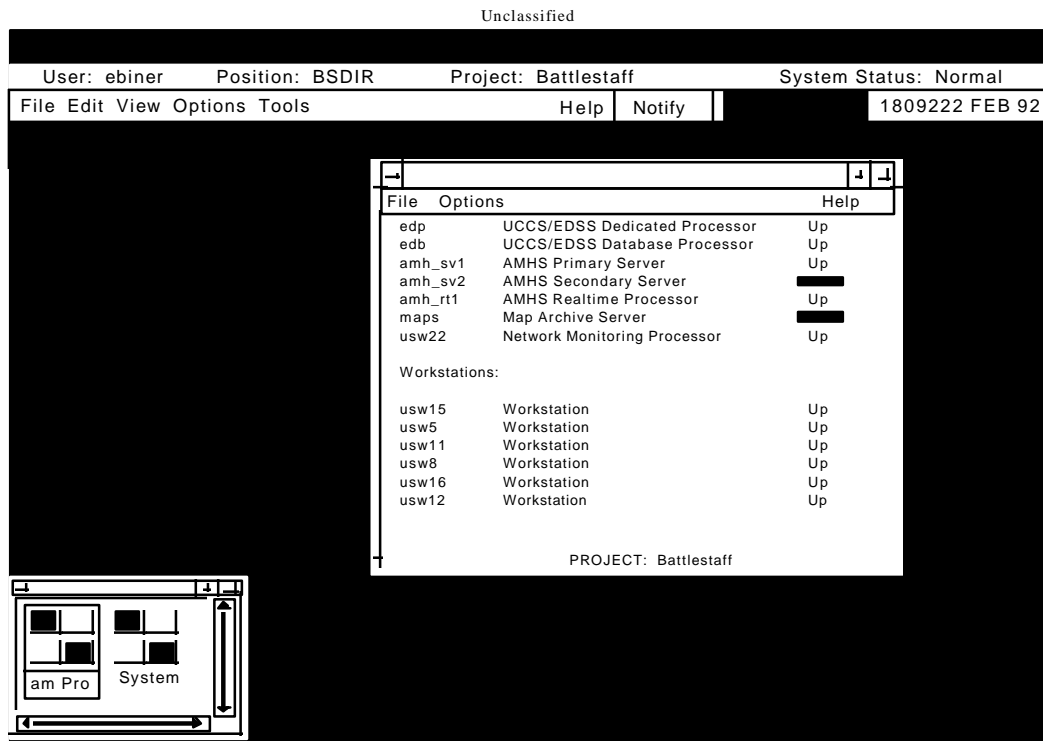 Unclassified
User: ebiner Position: BSDIR Project: Battlestaff System Status: Normal
File Edit View Options Tools Help Notify 1809222 FEB 92
File Options Help
edp UCCS/EDSS Dedicated Processor Up
edb UCCS/EDSS Database Processor Up
amh_sv1 AMHS Primary Server Up
amh_sv2 AMHS Secondary Server
amh_rt1 AMHS Realtime Processor Up
maps Map Archive Server
usw22 Network Monitoring Processor Up
Workstations:
usw15 Workstation Up
usw5 Workstation Up
usw11 Workstation Up
usw8 Workstation Up
usw16 Workstation Up
usw12 Workstation Up
PROJECT: Battlestaff
am Pro System